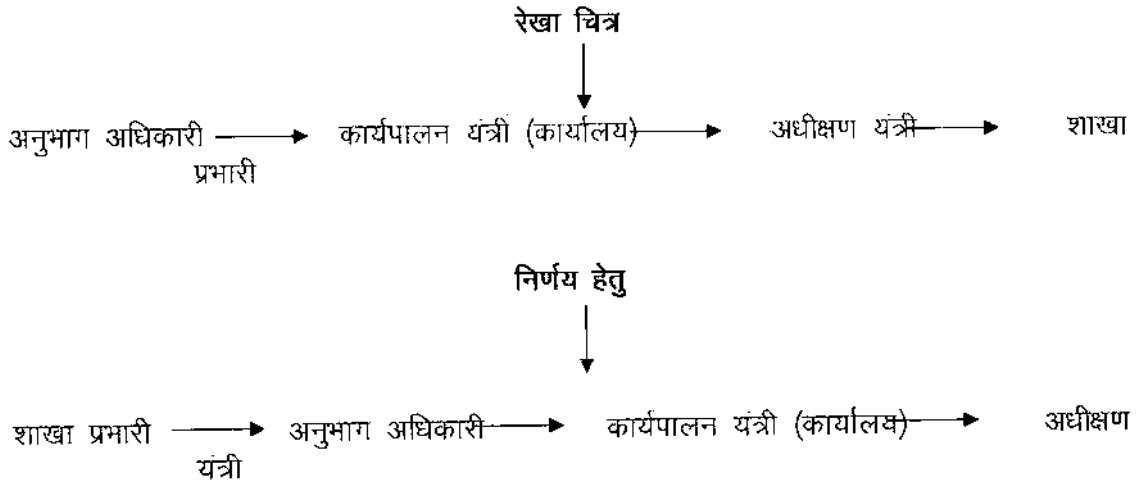 रेखा चित्र
अनुभाग अधिकारी कार्यपालन यंत्री (कार्यालय) अधीक्षण यंत्री शाखा
प्रभारी
निर्णय हेतु
शाखा प्रभारी अनुभाग अधिकारी कार्यपालन यंत्री (कार्यालय) अधीक्षण
यंत्री